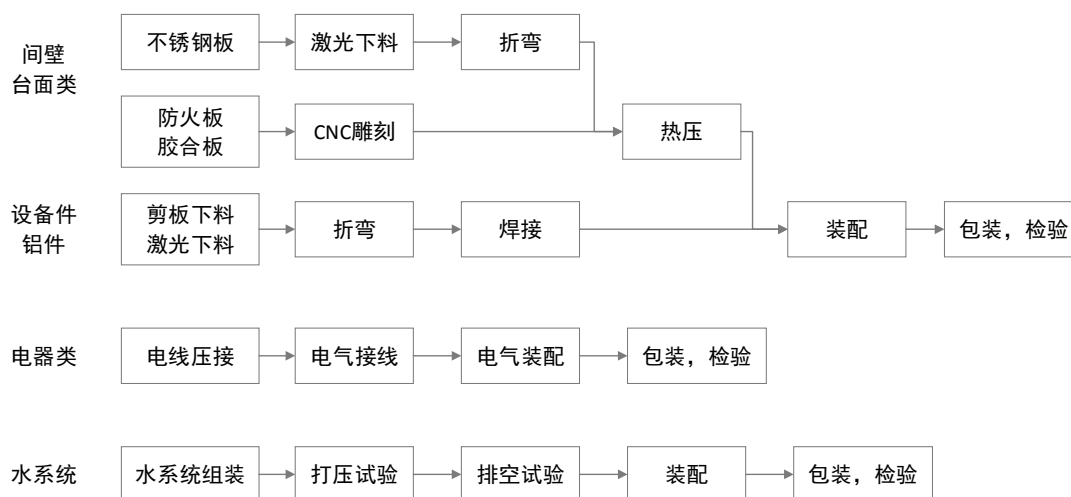 间壁
台面类
不锈钢板
激光下料
折弯
防火板
胶合板
CNC雕刻
热压
设备件
铝件
剪板下料
激光下料
折弯
焊接
装配
包装，检验
电器类
电线压接
电气接线
电气装配
包装，检验
水系统
水系统组装
打压试验
排空试验
装配
包装，检验